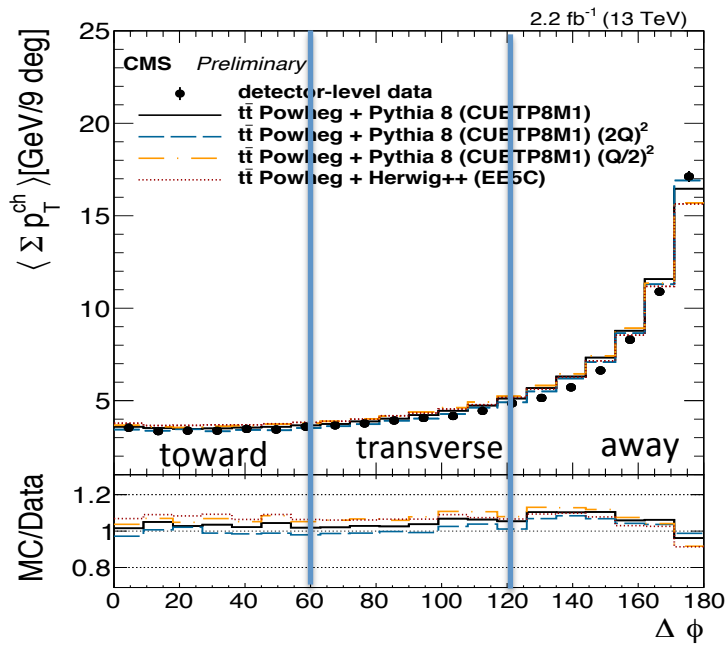 2.2 fb⁻¹ (13 TeV)
⟨ Σ p_T^ch ⟩[GeV/9 deg]
25
20
15
10
5
CMS Preliminary
detector-level data
tt̄ Powheg + Pythia 8 (CUETP8M1)
tt̄ Powheg + Pythia 8 (CUETP8M1) (2Q)²
tt̄ Powheg + Pythia 8 (CUETP8M1) (Q/2)²
tt̄ Powheg + Herwig++ (EE5C)
toward transverse away
MC/Data
1.2
1
0.8
0 20 40 60 80 100 120 140 160 180
Δ ϕ